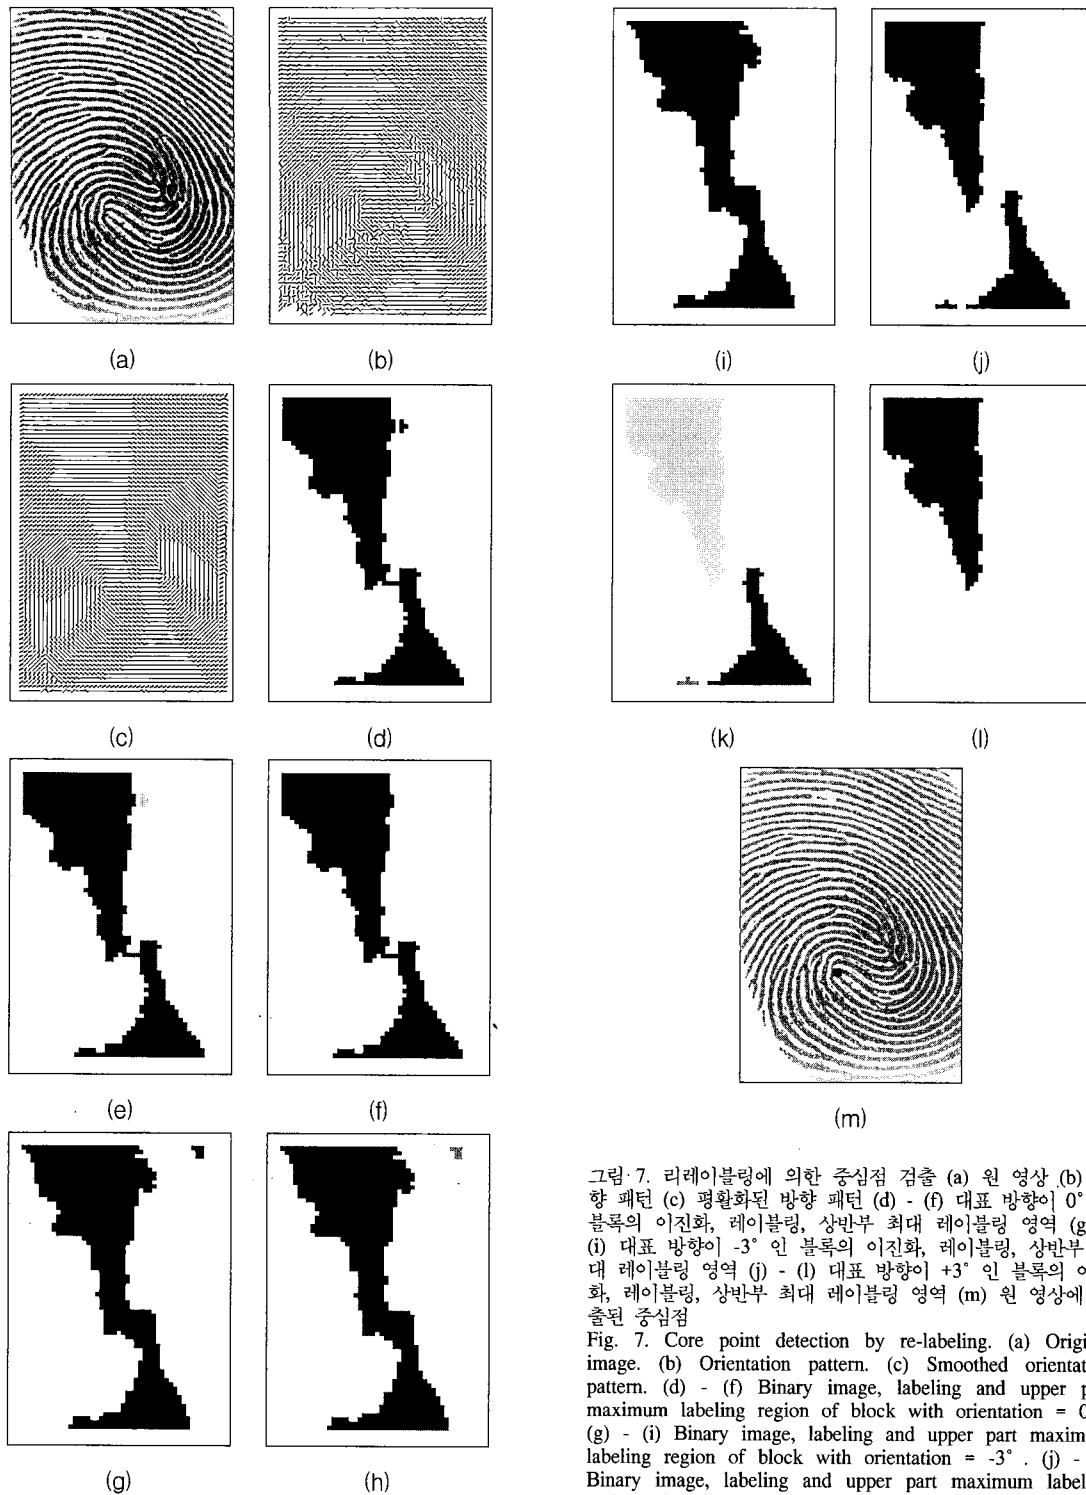 (a)
(b)
(i)
(j)
(c)
(d)
(k)
(l)
(e)
(f)
(m)
(g)
(h)
그림 7. 리레이블링에 의한 중심점 검출 (a) 원 영상 (b)
향 패턴 (c) 평활화된 방향 패턴 (d) - (f) 대표 방향이 0°
블록의 이진화, 레이블링, 상반부 최대 레이블링 영역 (g)
(i) 대표 방향이 -3° 인 블록의 이진화, 레이블링, 상반부
대 레이블링 영역 (j) - (l) 대표 방향이 +3° 인 블록의 이
화, 레이블링, 상반부 최대 레이블링 영역 (m) 원 영상에
출된 중심점
Fig. 7. Core point detection by re-labeling. (a) Origi
image. (b) Orientation pattern. (c) Smoothed orientat
pattern. (d) - (f) Binary image, labeling and upper p
maximum labeling region of block with orientation = 0
(g) - (i) Binary image, labeling and upper part maxim
labeling region of block with orientation = -3° . (j) -
Binary image, labeling and upper part maximum label